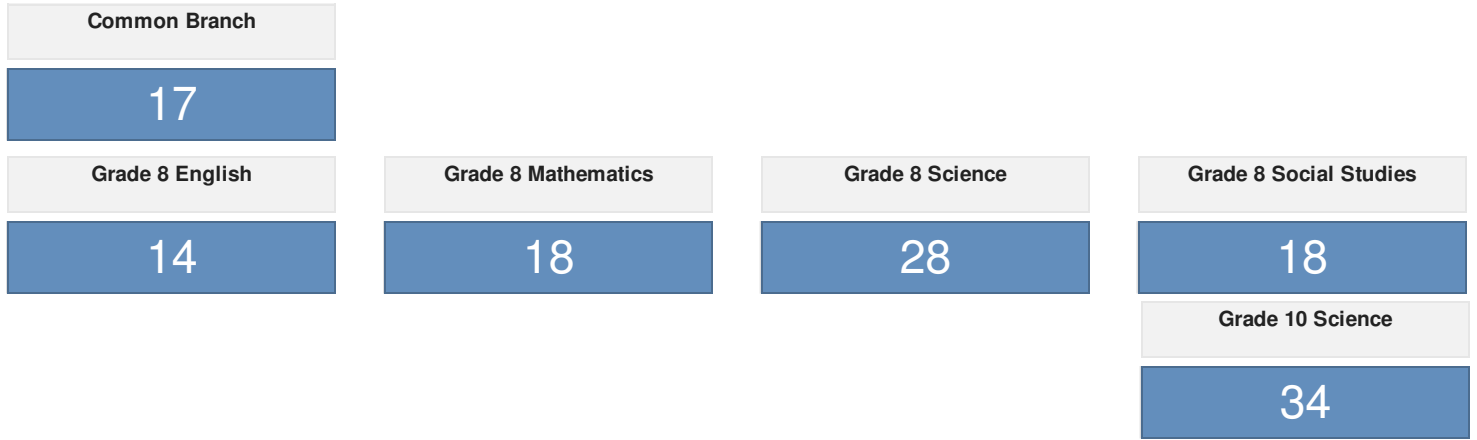 Common Branch
17
Grade 8 English
Grade 8 Mathematics
Grade 8 Science
Grade 8 Social Studies
14
18
28
18
Grade 10 Science
34